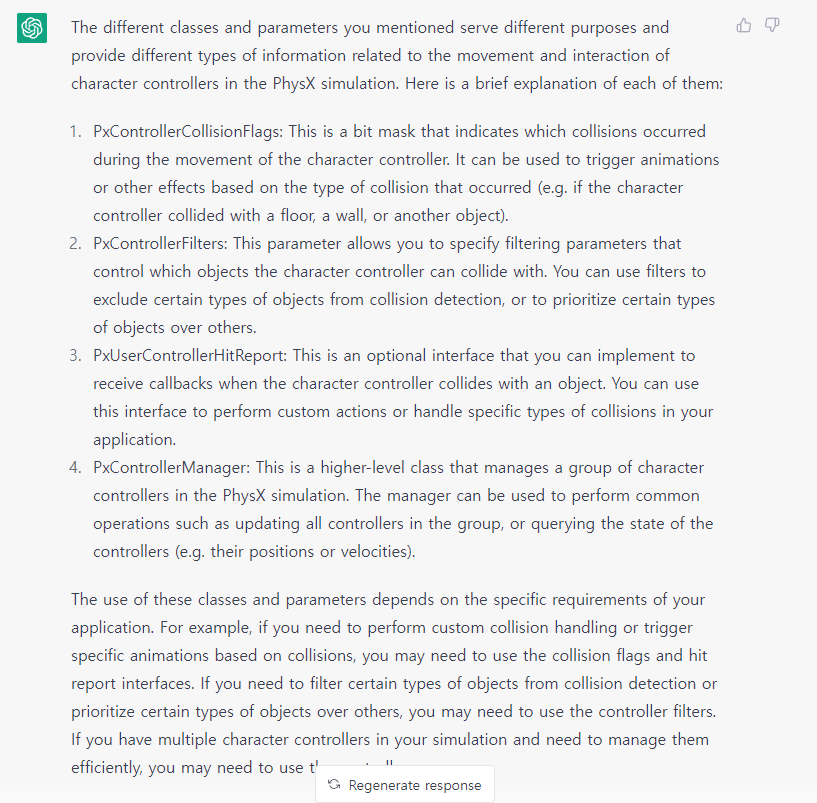 The different classes and parameters you mentioned serve different purposes and
provide different types of information related to the movement and interaction of
character controllers in the PhysX simulation. Here is a brief explanation of each of them:
1. PxControllerCollisionFlags: This is a bit mask that indicates which collisions occurred
during the movement of the character controller. It can be used to trigger animations
or other effects based on the type of collision that occurred (e.g. if the character
controller collided with a floor, a wall, or another object).
2. PxControllerFilters: This parameter allows you to specify filtering parameters that
control which objects the character controller can collide with. You can use filters to
exclude certain types of objects from collision detection, or to prioritize certain types
of objects over others.
3. PxUserControllerHitReport: This is an optional interface that you can implement to
receive callbacks when the character controller collides with an object. You can use
this interface to perform custom actions or handle specific types of collisions in your
application.
4. PxControllerManager: This is a higher-level class that manages a group of character
controllers in the PhysX simulation. The manager can be used to perform common
operations such as updating all controllers in the group, or querying the state of the
controllers (e.g. their positions or velocities).
The use of these classes and parameters depends on the specific requirements of your
application. For example, if you need to perform custom collision handling or trigger
specific animations based on collisions, you may need to use the collision flags and hit
report interfaces. If you need to filter certain types of objects from collision detection or
prioritize certain types of objects over others, you may need to use the controller filters.
If you have multiple character controllers in your simulation and need to manage them
efficiently, you may need to use
Regenerate response